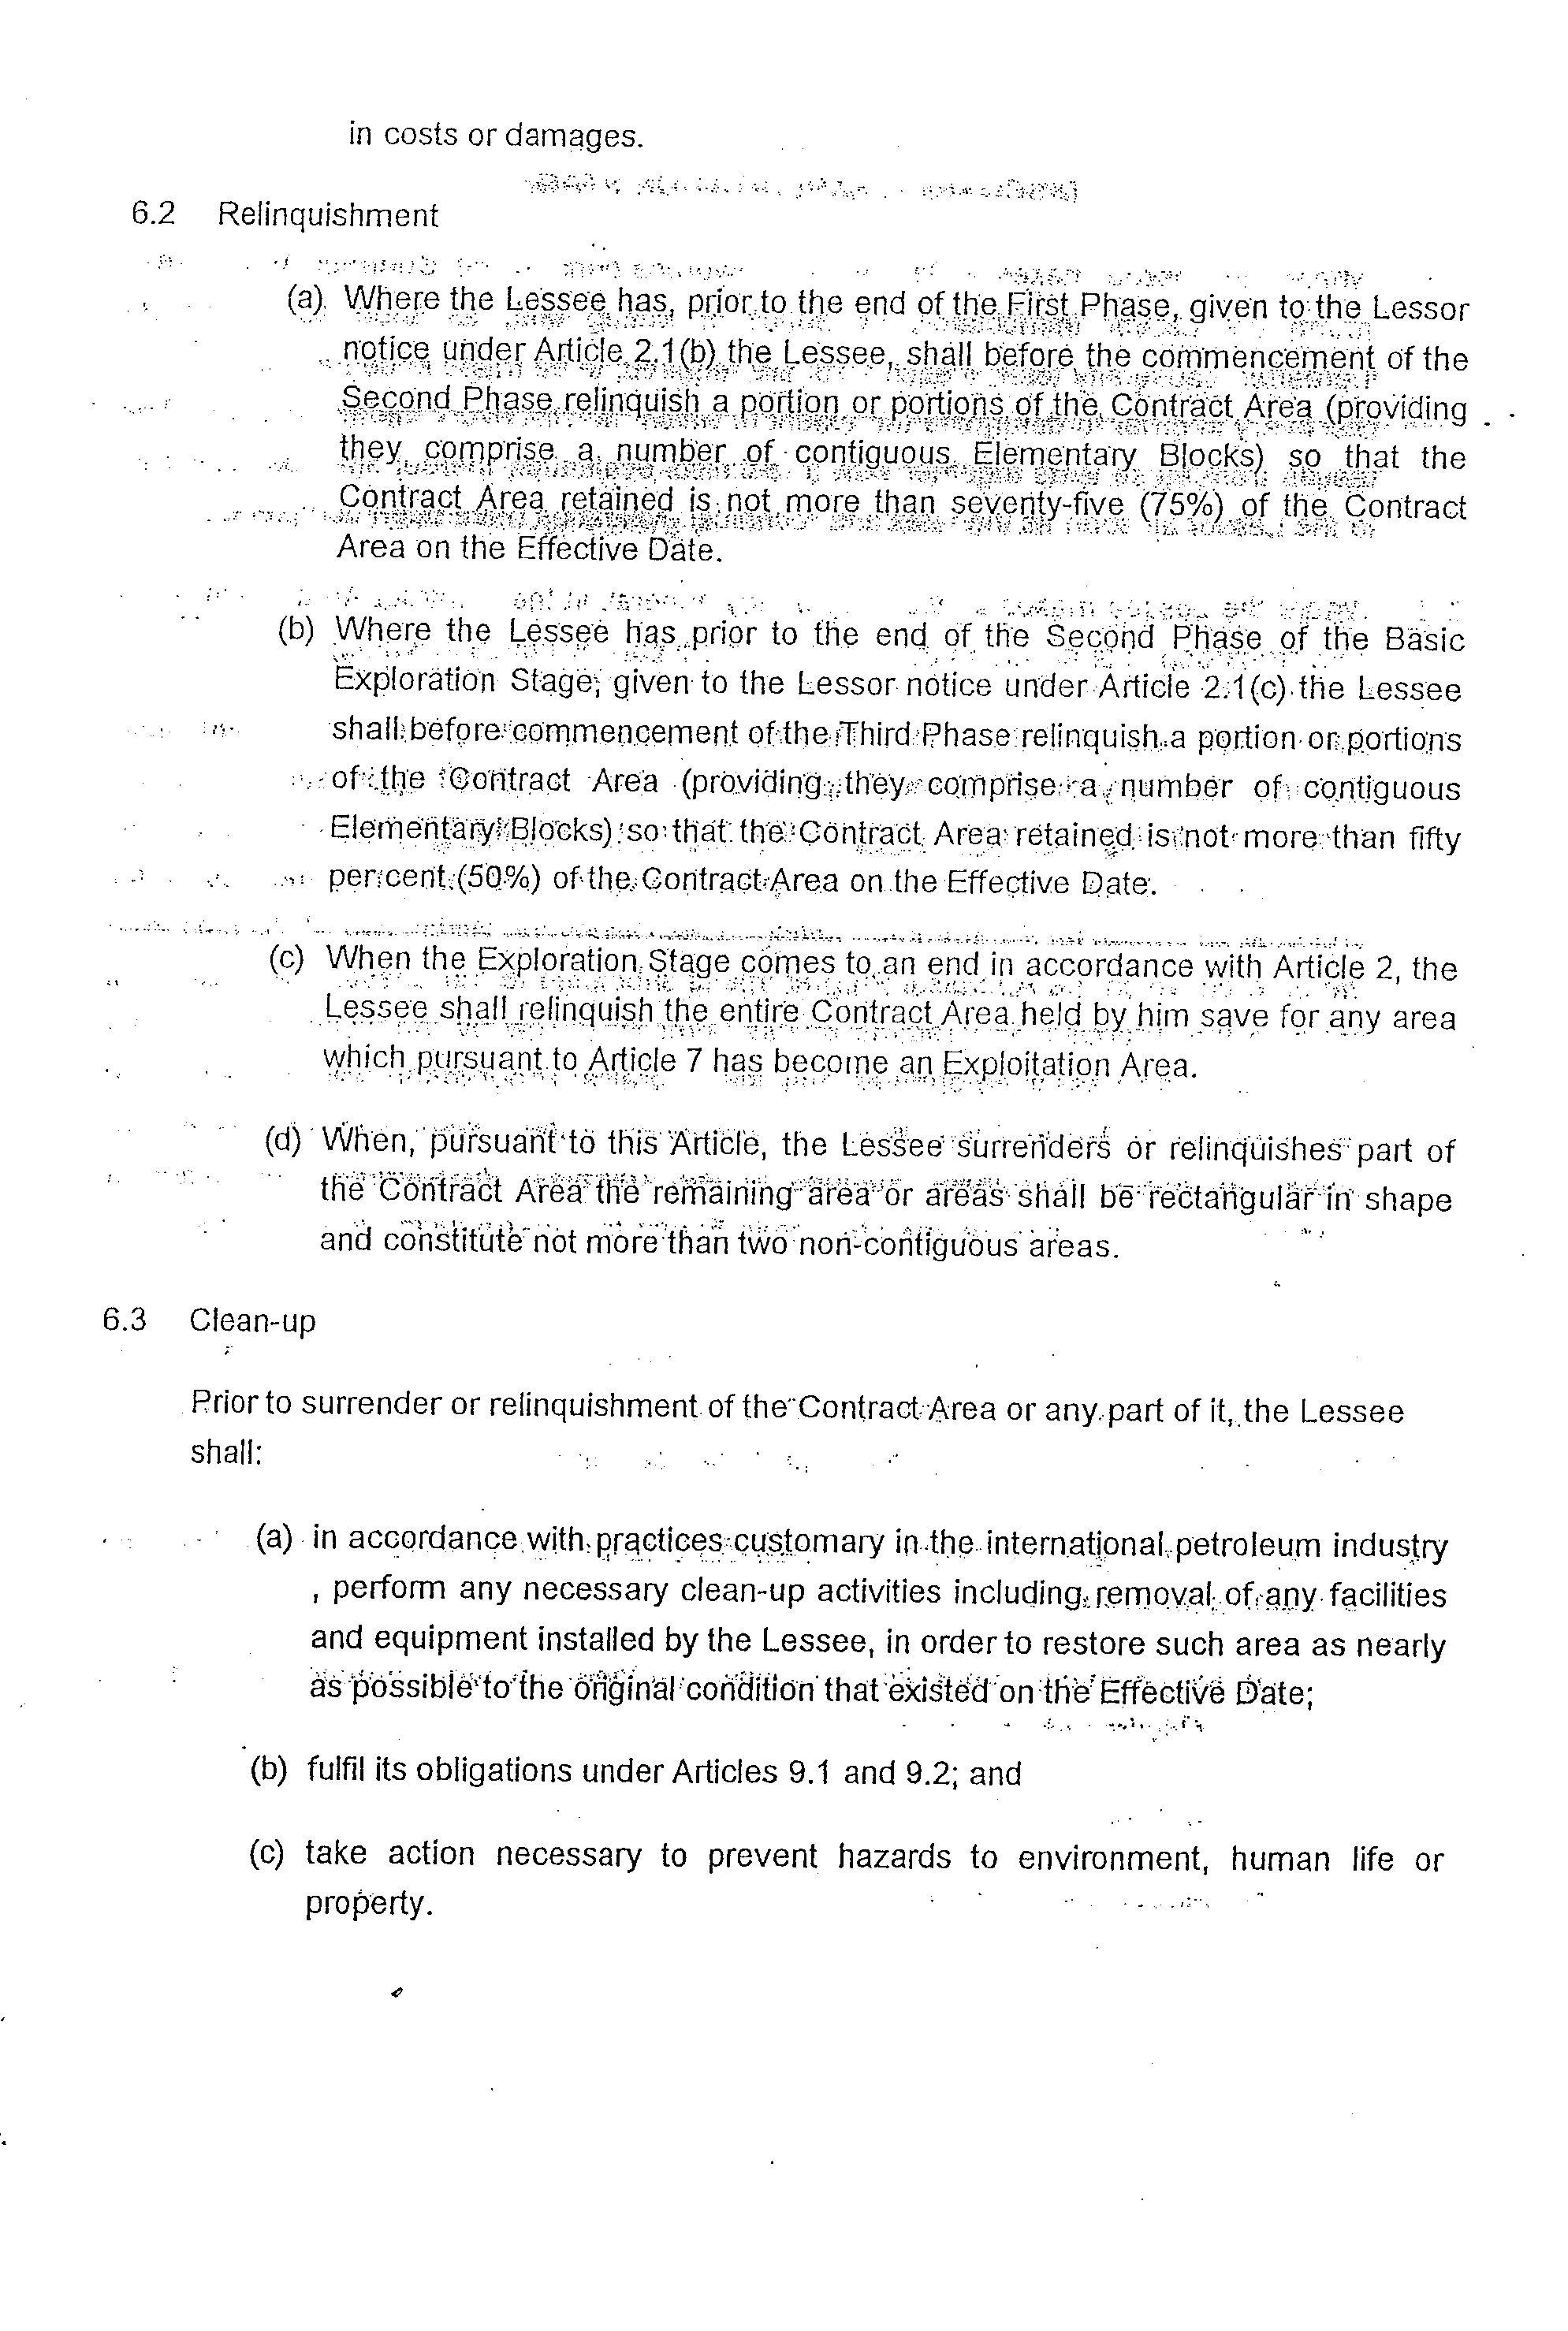 in costs or damages.
6.2 Relinquishment
(a) Where the Lessee has, prior to the end of the First Phase, given to the Lessor
notice under Article 2.1(b) the Lessee, shall before the commencement of the
Second Phase relinquish a portion or portions of the Contract Area (providing
they comprise a number of contiguous Elementary Blocks) so that the
Contract Area retained is not more than seventy-five (75%) of the Contract
Area on the Effective Date.
(b) Where the Lessee has prior to the end of the Second Phase of the Basic
Exploration Stage, given to the Lessor notice under Article 2.1(c) the Lessee
shall before commencement of the Third Phase relinquish a portion or portions
of the Contract Area (providing they comprise a number of contiguous
Elementary Blocks) so that the Contract Area retained is not more than fifty
per cent (50%) of the Contract Area on the Effective Date.
(c) When the Exploration Stage comes to an end in accordance with Article 2, the
Lessee shall relinquish the entire Contract Area held by him save for any area
which pursuant to Article 7 has become an Exploitation Area.
(d) When, pursuant to this Article, the Lessee surrenders or relinquishes part of
the Contract Area the remaining area or areas shall be rectangular in shape
and constitute not more than two non-contiguous areas.
6.3 Clean-up
Prior to surrender or relinquishment of the Contract Area or any part of it, the Lessee
shall:
(a) in accordance with practices customary in the international petroleum industry
, perform any necessary clean-up activities including removal of any facilities
and equipment installed by the Lessee, in order to restore such area as nearly
as possible to the original condition that existed on the Effective Date;
(b) fulfil its obligations under Articles 9.1 and 9.2; and
(c) take action necessary to prevent hazards to environment, human life or
property.